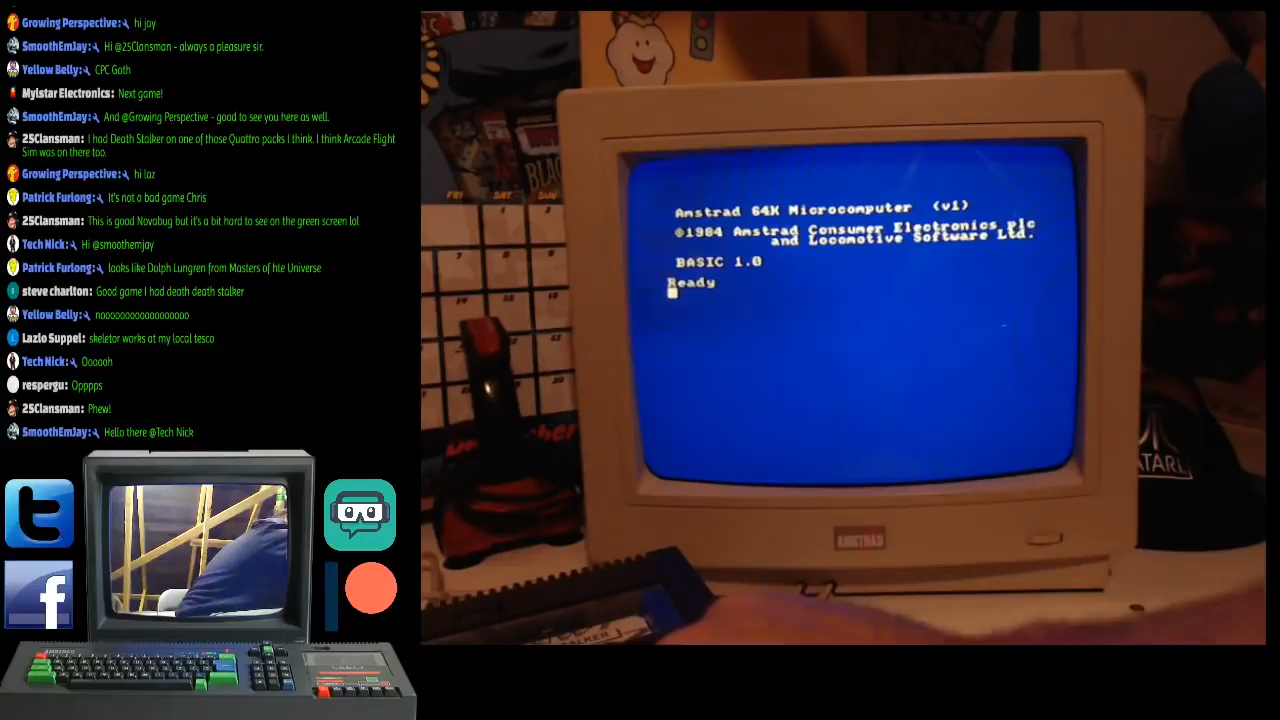 Growing Perspective: hi jay
SmoothEmJay: Hi @25Clansman - always a pleasure sir.
Yellow Belly: CPC Goth
Mylstar Electronics: Next game!
SmoothEmJay: And @Growing Perspective - good to see you here as well.
25Clansman: I had Death Stalker on one of those Quattro packs I think. I think Arcade Flight
Sim was on there too.
Growing Perspective: hi laz
Patrick Furlong: It's not a bad game Chris
25Clansman: This is good Novabug but it's a bit hard to see on the green screen lol
Tech Nick: Hi @smoothemjay
Patrick Furlong: looks like Dolph Lungren from Masters of hte Universe
steve charlton: Good game I had death death stalker
Yellow Belly: noooooooooooooooooo
Lazlo Suppel: skeletor works at my local tesco
Tech Nick: Oooooh
respergu: Opppps
25Clansman: Phew!
SmoothEmJay: Hello there @Tech Nick
Amstrad 64K Microcomputer (v1)
©1984 Amstrad Consumer Electronics plc
and Locomotive Software Ltd.
BASIC 1.0
Ready
FRI SAT SUN
AMSTRAD
ATARI